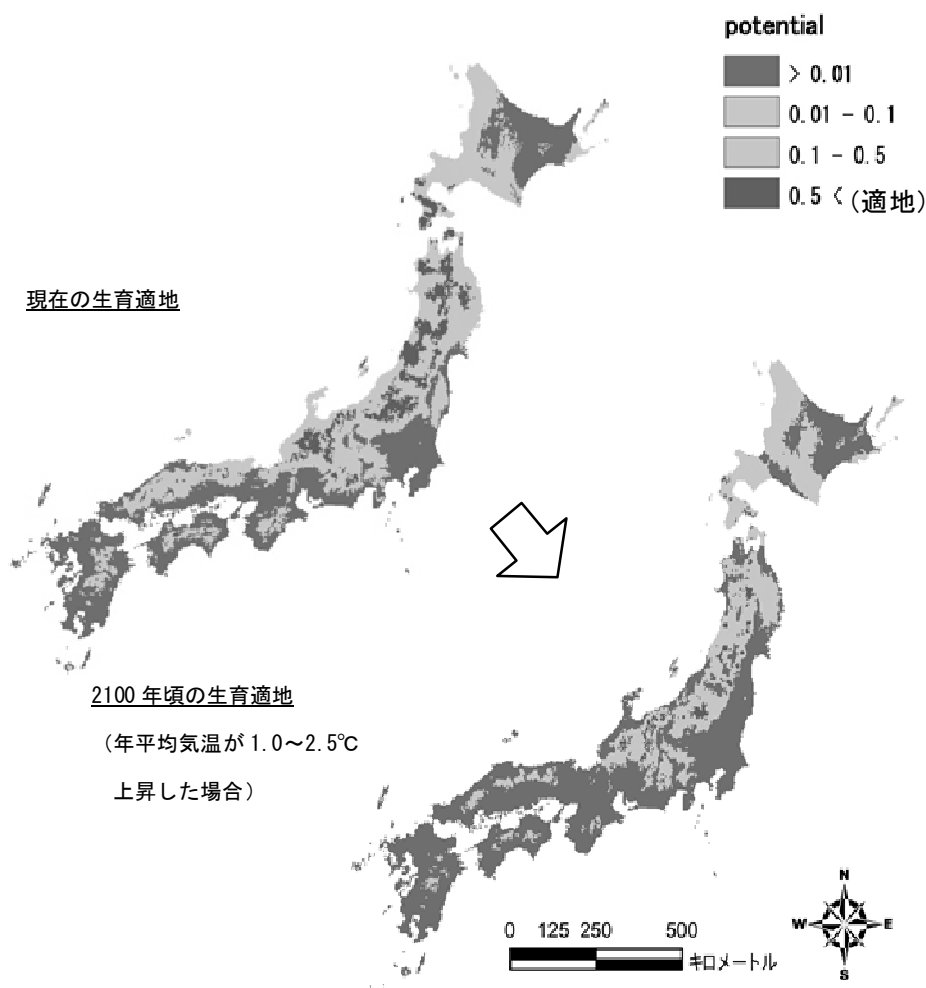 potential
> 0.01
0.01 - 0.1
0.1 - 0.5
0.5 < (適地)
現在の生育適地
2100 年頃の生育適地
(年平均気温が 1.0~2.5℃
上昇した場合)
N
W E
S
0 125 250 500
キロメートル